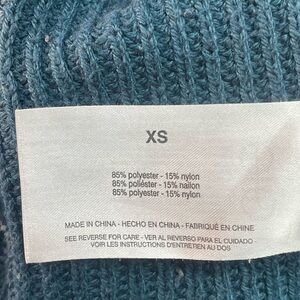 XS
85% polyester - 15% nylon
85% poliéster - 15% nailon
85% polyester - 15% nylon
MADE IN CHINA - HECHO EN CHINA - FABRIQUÉ EN CHINE
SEE REVERSE FOR CARE - VER AL REVERSO PARA EL CUIDADO -
VOIR LES INSTRUCTIONS D'ENTRETIEN AU DOS